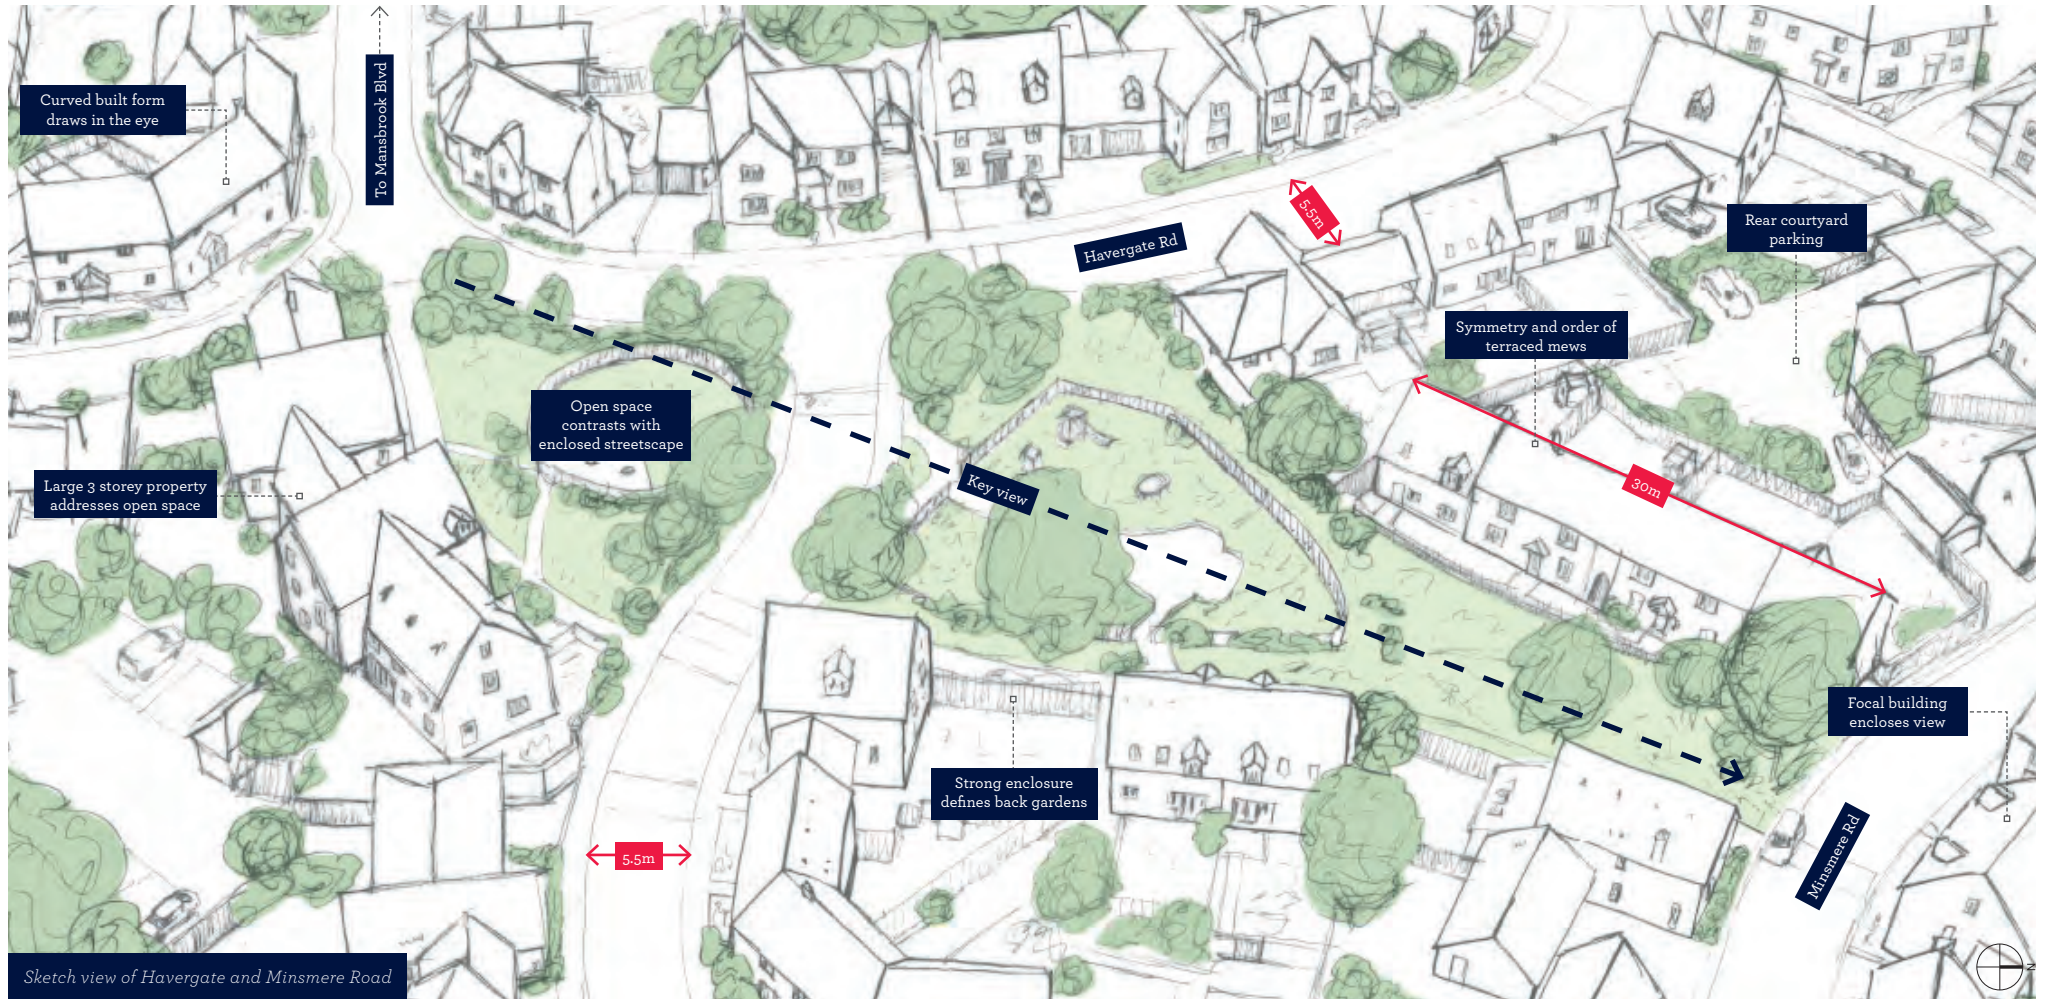 To Mansbrook Blvd
Curved built form
draws in the eye
5.5m
Havergate Rd
Rear courtyard
parking
Symmetry and order of
terraced mews
Open space
contrasts with
enclosed streetscape
Large 3 storey property
addresses open space
Key view
30m
Focal building
encloses view
Strong enclosure
defines back gardens
5.5m
Minsmere Rd
Sketch view of Havergate and Minsmere Road
N